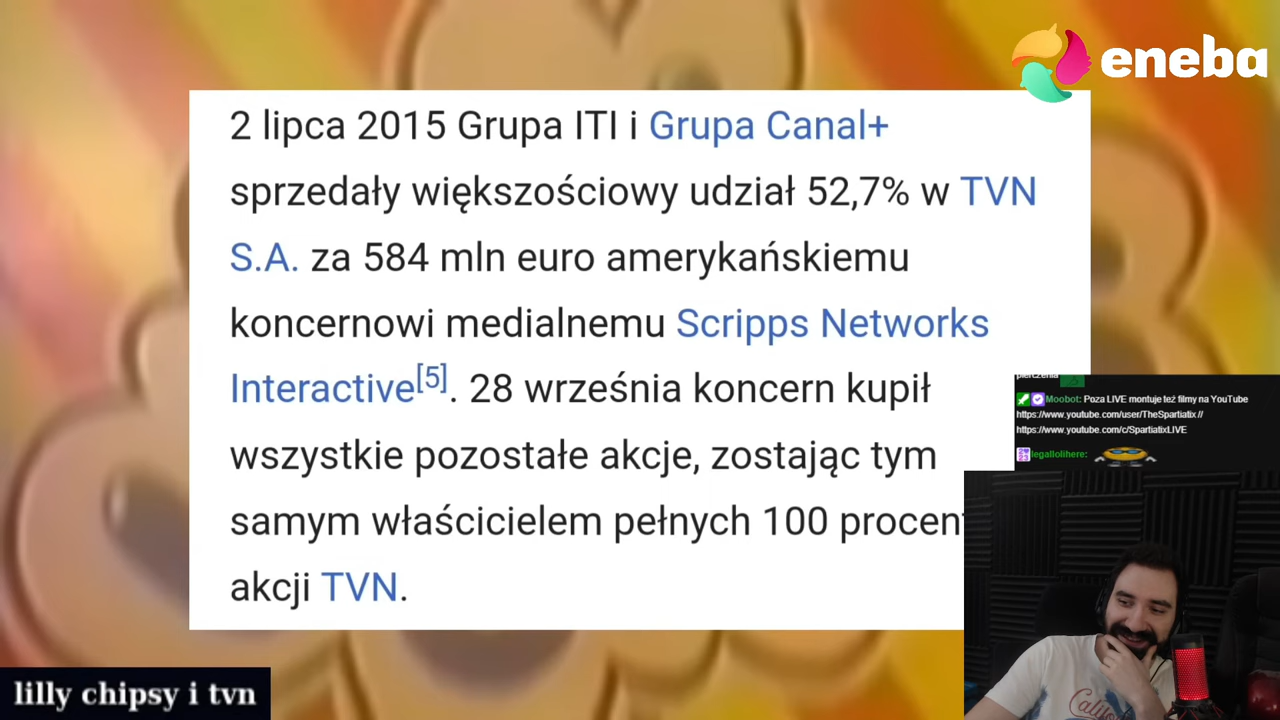 eneba
2 lipca 2015 Grupa ITI i Grupa Canal+
sprzedały większościowy udział 52,7% w TVN
S.A. za 584 mln euro amerykańskiemu
koncernowi medialnemu Scripps Networks
Interactive[5]. 28 września koncern kupił
wszystkie pozostałe akcje, zostając tym
samym właścicielem pełnych 100 procent
akcji TVN.
Moobot: Poza LIVE montuje też filmy na YouTube
https://www.youtube.com/user/TheSpartiatix //
https://www.youtube.com/c/SpartiatixLIVE
legallolihere:
lilly chipsy i tvn